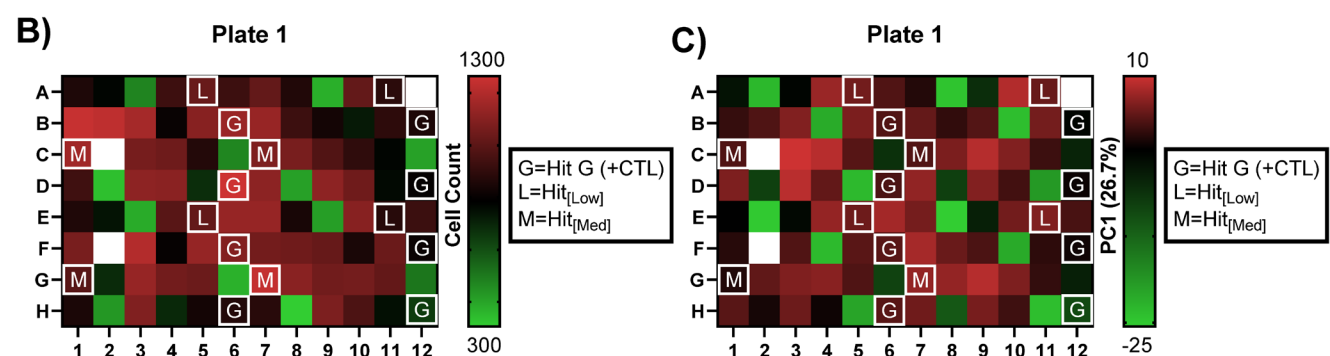 B)
Plate 1
A
B
C
D
E
F
G
H
L L
G G
M M
G G
L L
G G
M M
G G
1 2 3 4 5 6 7 8 9 10 11 12
1300
Cell Count
300
G=Hit G (+CTL)
L=Hit[Low]
M=Hit[Med]
C)
Plate 1
A
B
C
D
E
F
G
H
L L
G G
M M
G G
L L
G G
M M
G G
1 2 3 4 5 6 7 8 9 10 11 12
10
PC1 (26.7%)
-25
G=Hit G (+CTL)
L=Hit[Low]
M=Hit[Med]